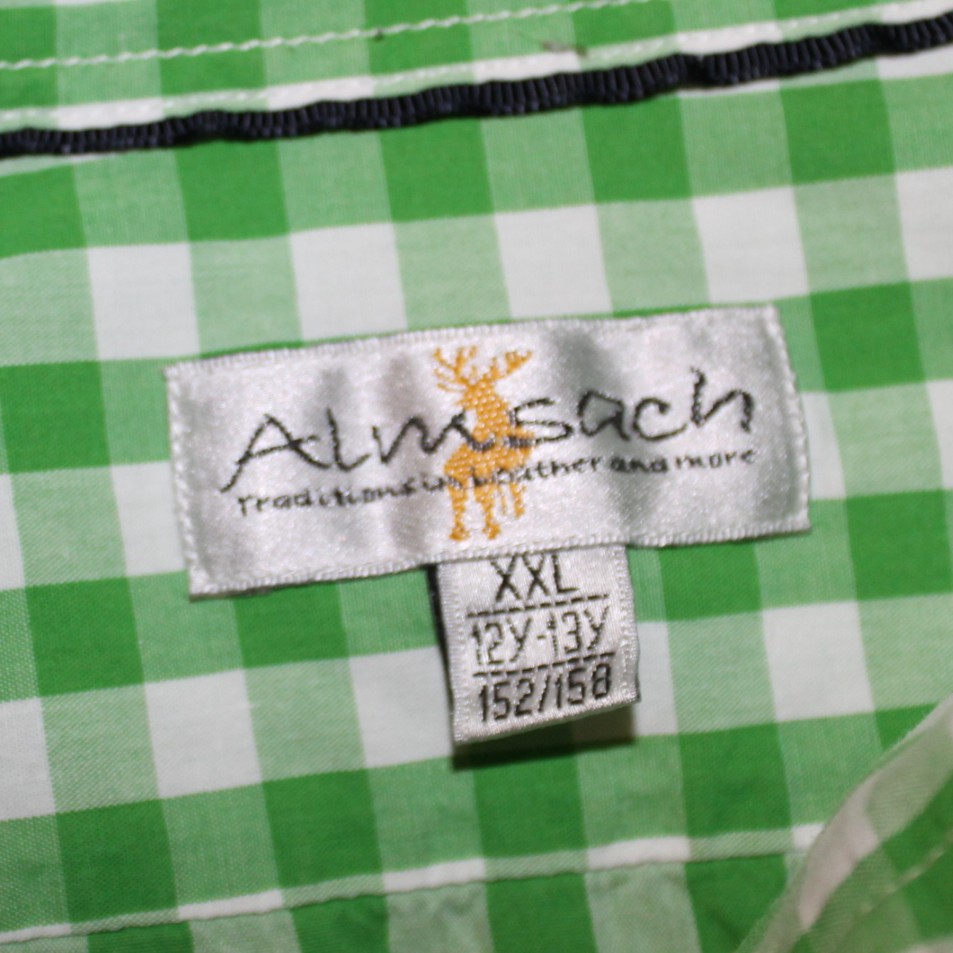 Almsach
Traditions in Leather and more
XXL
12Y-13Y
152/158